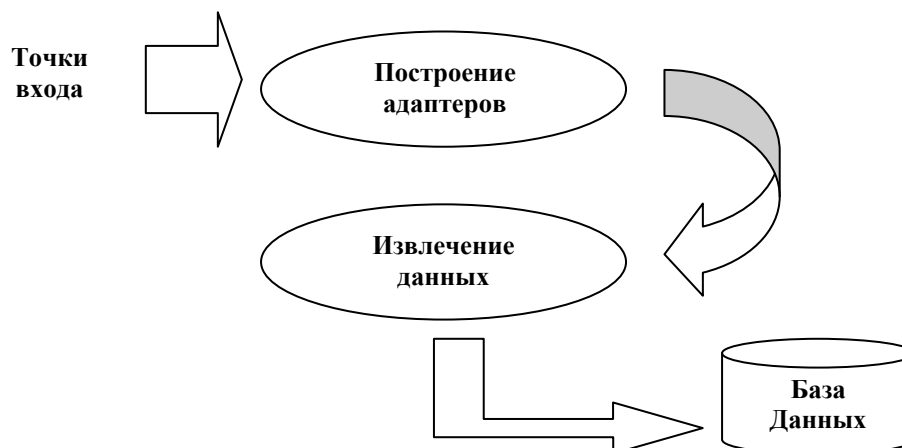 Точки
входа
Построение
адаптеров
Извлечение
данных
База
Данных